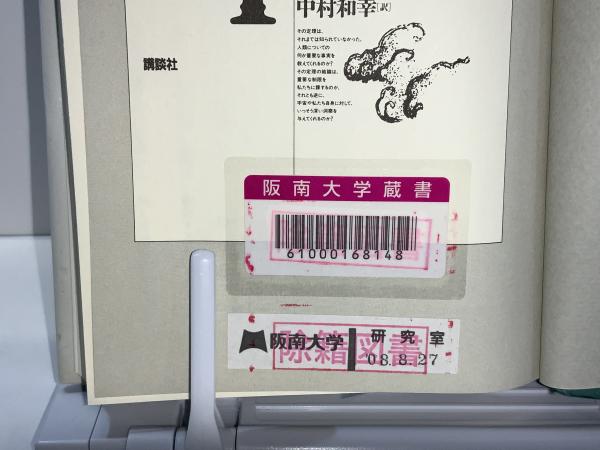 中村和幸[訳]
その定理は、
それまでは知られていなかった、
人類についての
何か重要な事実を
教えてくれるのか?
その定理の結論は、
重要な制限を
私たちに課するのか、
それとも逆に、
宇宙や私たち自身に対して、
いっそう深い洞察を
与えてくれるのか?
講談社
阪南大学蔵書
61000168148
阪南大学 研究室
除籍図書
'08.8.27